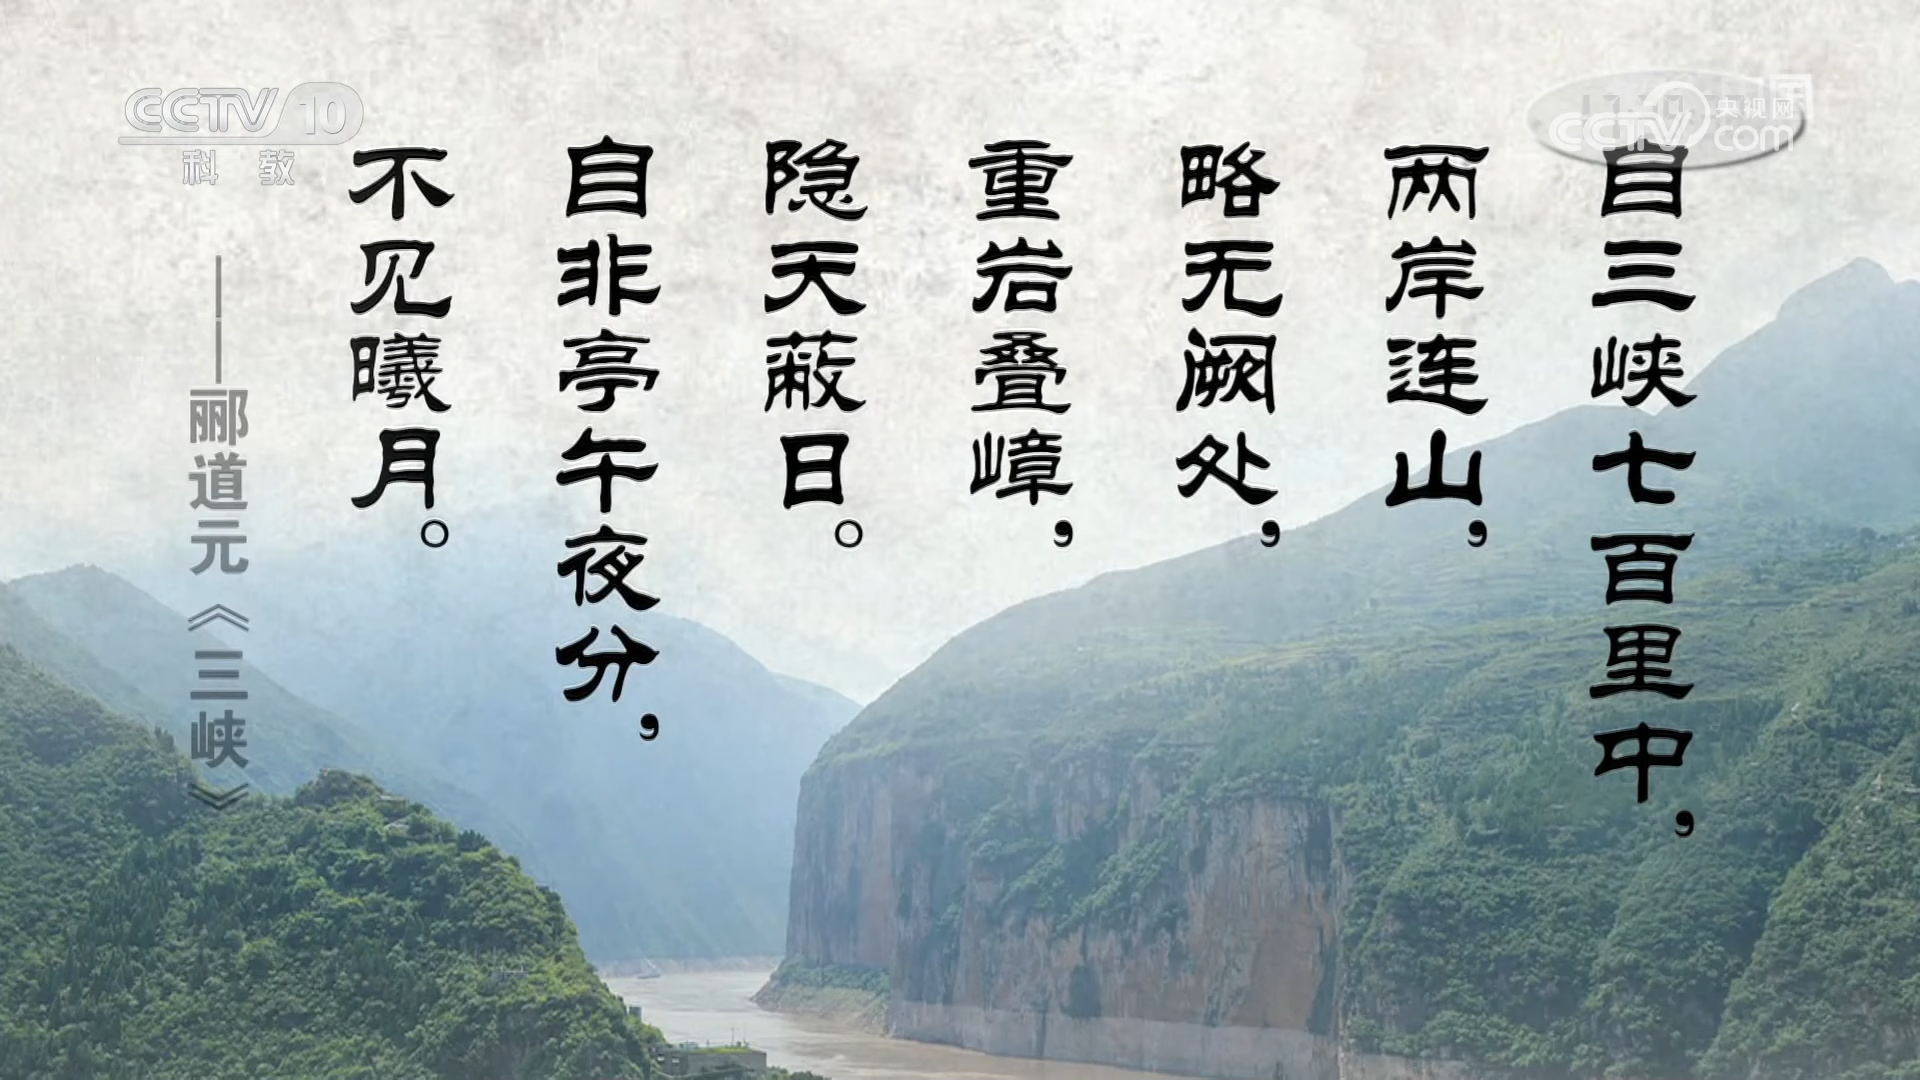 自三峡七百里中，
两岸连山，
略无阙处，
重岩叠嶂，
隐天蔽日。
自非亭午夜分，
不见曦月。
——郦道元《三峡》
CCTV 10
科教
央视网
CCTV.com